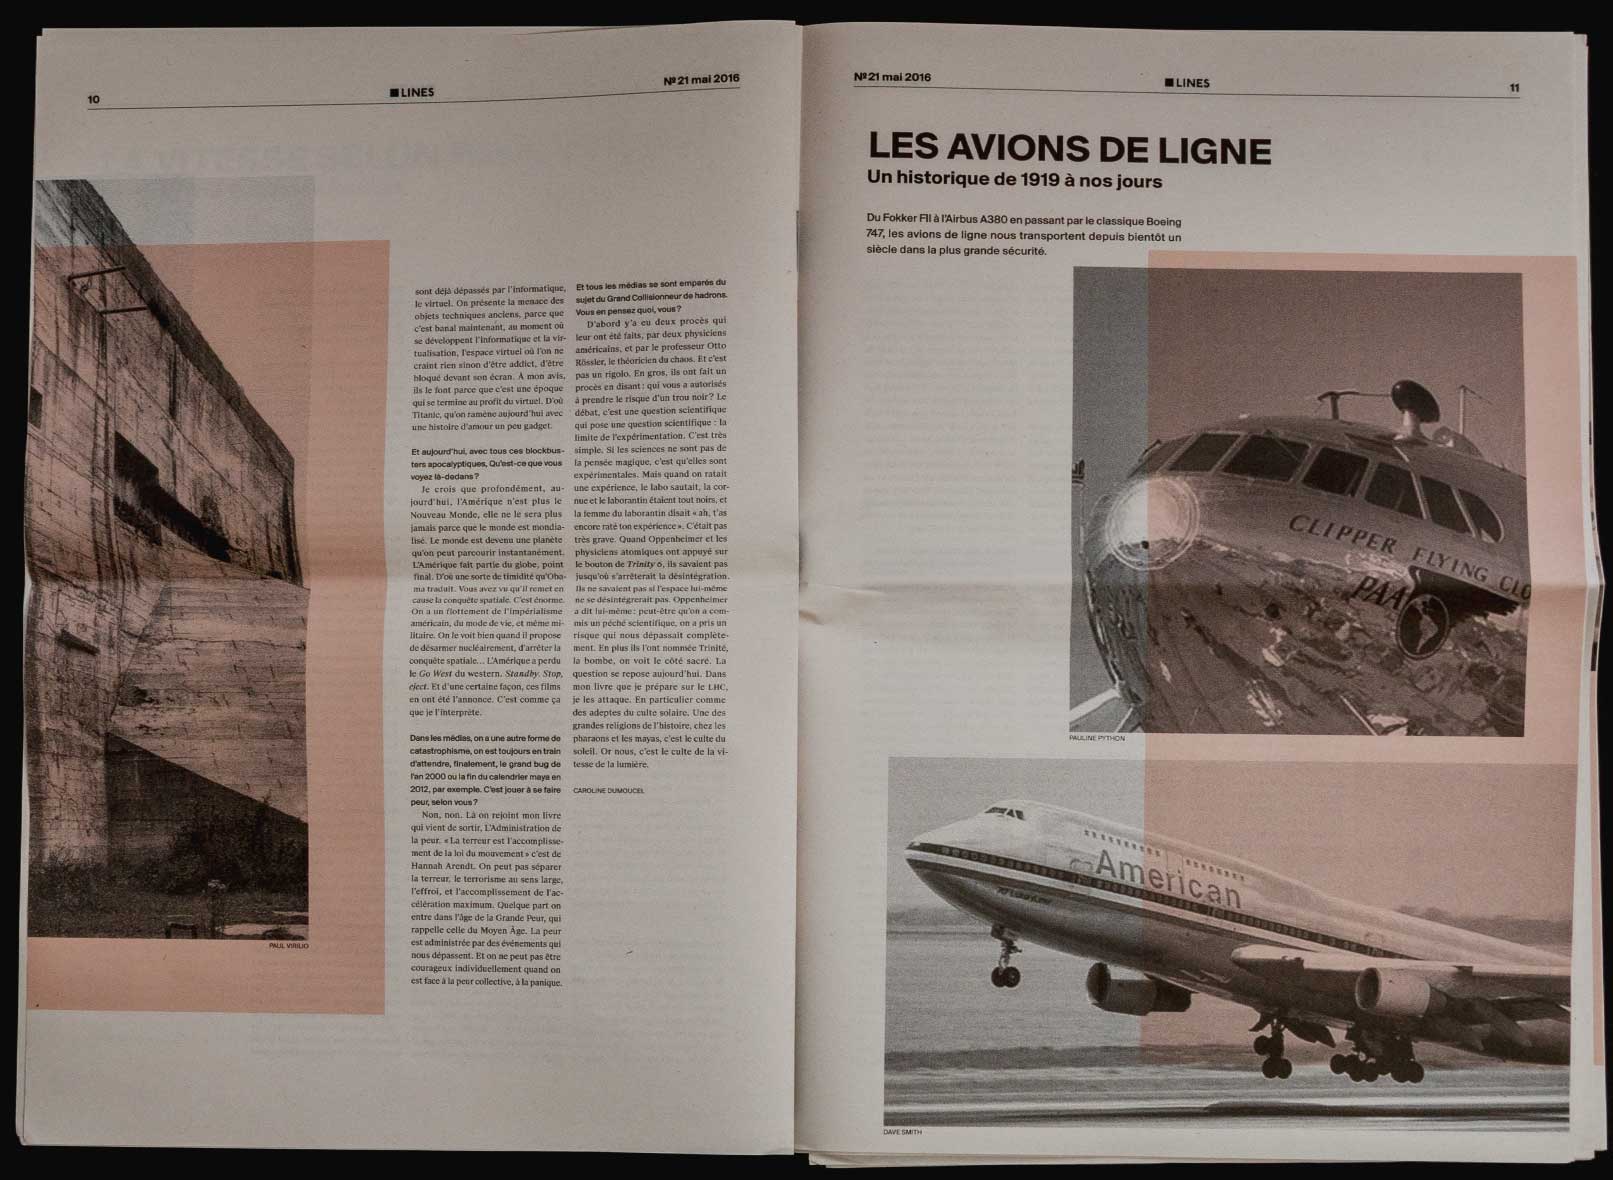 10
LINES
Nº 21 mai 2016
PAUL VIRILIO
sont déjà dépassés par l'informatique,
le virtuel. On présente la menace des
objets techniques anciens, parce que
c'est banal maintenant, au moment où
se développent l'informatique et la vir-
tualisation, l'espace virtuel où l'on ne
craint rien sinon d'être addict, d'être
bloqué devant son écran. À mon avis,
ils le font parce que c'est une époque
qui se termine au profit du virtuel. D'où
Titanic, qu'on ramène aujourd'hui avec
une histoire d'amour un peu gadget.
Et aujourd'hui, avec tous ces blockbus-
ters apocalyptiques, Qu'est-ce que vous
voyez là-dedans ?
Je crois que profondément, au-
jourd'hui, l'Amérique n'est plus le
Nouveau Monde, elle ne le sera plus
jamais parce que le monde est mondia-
lisé. Le monde est devenu une planète
qu'on peut parcourir instantanément.
L'Amérique fait partie du globe, point
final. D'où une sorte de timidité qu'Oba-
ma traduit. Vous avez vu qu'il remet en
cause la conquête spatiale. C'est énorme.
On a un flottement de l'impérialisme
américain, du mode de vie, et même mi-
litaire. On le voit bien quand il propose
de désarmer nucléairement, d'arrêter la
conquête spatiale... L'Amérique a perdu
le Go West du western. Standby. Stop,
eject. Et d'une certaine façon, ces films
en ont été l'annonce. C'est comme ça
que je l'interprète.
Dans les médias, on a une autre forme de
catastrophisme, on est toujours en train
d'attendre, finalement, le grand bug de
l'an 2000 ou la fin du calendrier maya en
2012, par exemple. C'est jouer à se faire
peur, selon vous ?
Non, non. Là on rejoint mon livre
qui vient de sortir, L'Administration de
la peur. « La terreur est l'accomplisse-
ment de la loi du mouvement » c'est de
Hannah Arendt. On peut pas séparer
la terreur, le terrorisme au sens large,
l'effroi, et l'accomplissement de l'ac-
célération maximum. Quelque part on
entre dans l'âge de la Grande Peur, qui
rappelle celle du Moyen Âge. La peur
est administrée par des événements qui
nous dépassent. Et on ne peut pas être
courageux individuellement quand on
est face à la peur collective, à la panique.
Et tous les médias se sont emparés du
sujet du Grand Collisionneur de hadrons.
Vous en pensez quoi, vous ?
D'abord y'a eu deux procès qui
leur ont été faits, par deux physiciens
américains, et par le professeur Otto
Rössler, le théoricien du chaos. Et c'est
pas un rigolo. En gros, ils ont fait un
procès en disant : qui vous a autorisés
à prendre le risque d'un trou noir ? Le
débat, c'est une question scientifique
qui pose une question scientifique : la
limite de l'expérimentation. C'est très
simple. Si les sciences ne sont pas de
la pensée magique, c'est qu'elles sont
expérimentales. Mais quand on ratait
une expérience, le labo sautait, la cor-
nue et le laborantin étaient tout noirs, et
la femme du laborantin disait « ah, t'as
encore raté ton expérience ». C'était pas
très grave. Quand Oppenheimer et les
physiciens atomiques ont appuyé sur
le bouton de Trinity 6, ils savaient pas
jusqu'où s'arrêterait la désintégration.
Ils ne savaient pas si l'espace lui-même
ne se désintégrerait pas. Oppenheimer
a dit lui-même : peut-être qu'on a com-
mis un péché scientifique, on a pris un
risque qui nous dépassait complète-
ment. En plus ils l'ont nommée Trinité,
la bombe, on voit le côté sacré. La
question se repose aujourd'hui. Dans
mon livre que je prépare sur le LHC,
je les attaque. En particulier comme
des adeptes du culte solaire. Une des
grandes religions de l'histoire, chez les
pharaons et les mayas, c'est le culte du
soleil. Or nous, c'est le culte de la vi-
tesse de la lumière.
CAROLINE DUMOUCEL
Nº 21 mai 2016
LINES
11
LES AVIONS DE LIGNE
Un historique de 1919 à nos jours
Du Fokker FII à l'Airbus A380 en passant par le classique Boeing
747, les avions de ligne nous transportent depuis bientôt un
siècle dans la plus grande sécurité.
CLIPPER FLYING CLO
PAA
PAULINE PYTHON
American
DAVE SMITH